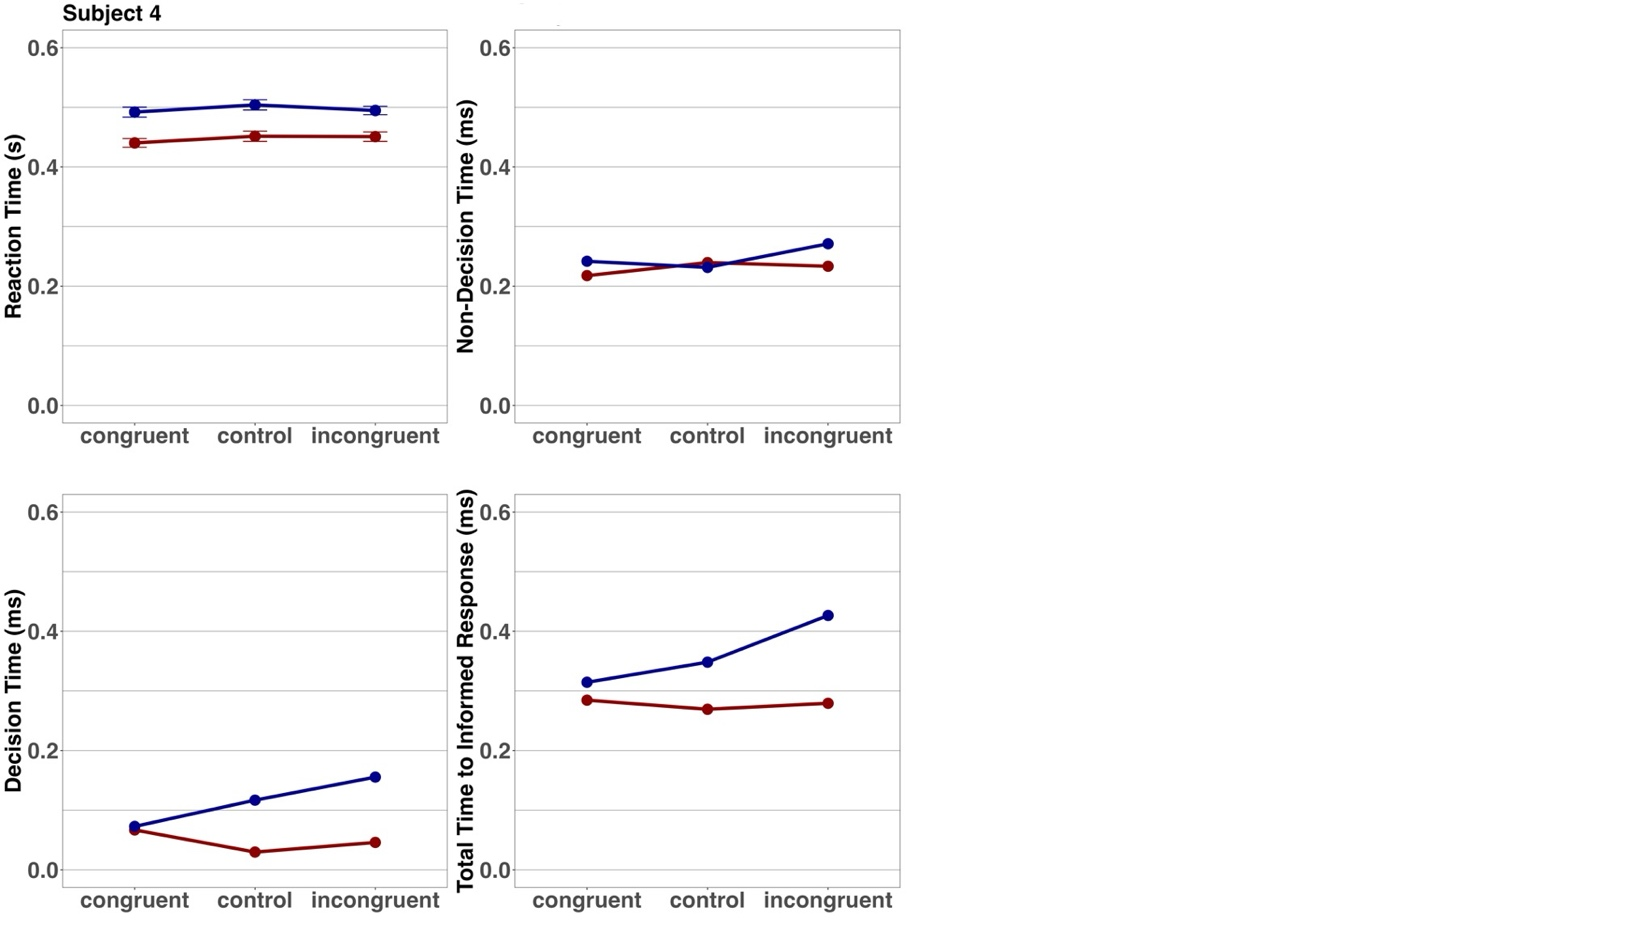 Subject 4
Reaction Time (s)
0.6
0.4
0.2
0.0
congruent control incongruent
Non-Decision Time (ms)
0.6
0.4
0.2
0.0
congruent control incongruent
Decision Time (ms)
0.6
0.4
0.2
0.0
congruent control incongruent
Total Time to Informed Response (ms)
0.6
0.4
0.2
0.0
congruent control incongruent